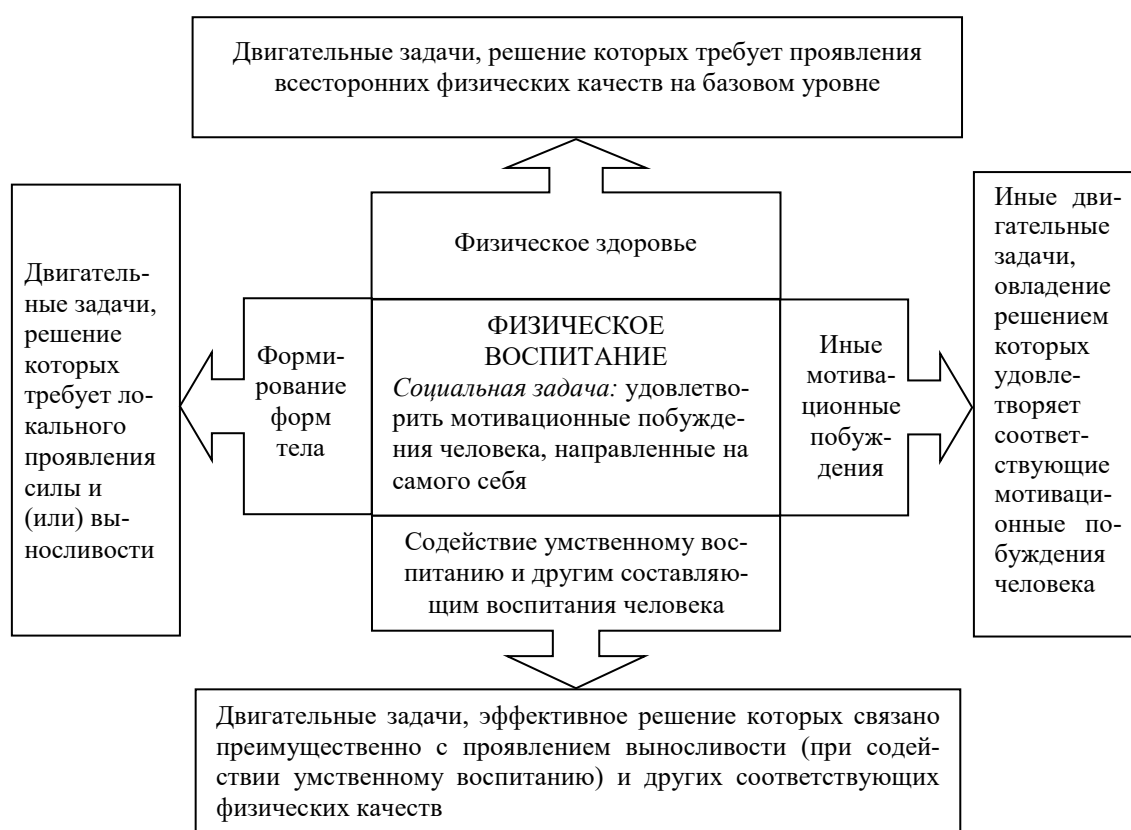 Двигательные задачи, решение которых требует проявления
всесторонних физических качеств на базовом уровне
Физическое здоровье
Двигатель-
ные задачи,
решение
которых
требует ло-
кального
проявления
силы и
(или) вы-
носливости
Форми-
рование
форм
тела
ФИЗИЧЕСКОЕ
ВОСПИТАНИЕ
Социальная задача: удовлетво-
рить мотивационные побужде-
ния человека, направленные на
самого себя
Иные
мотива-
ционные
побуж-
дения
Иные дви-
гательные
задачи,
овладение
решением
которых
удовле-
творяет
соответ-
ствующие
мотиваци-
онные по-
буждения
человека
Содействие умственному вос-
питанию и другим составляю-
щим воспитания человека
Двигательные задачи, эффективное решение которых связано
преимущественно с проявлением выносливости (при содей-
ствии умственному воспитанию) и других соответствующих
физических качеств